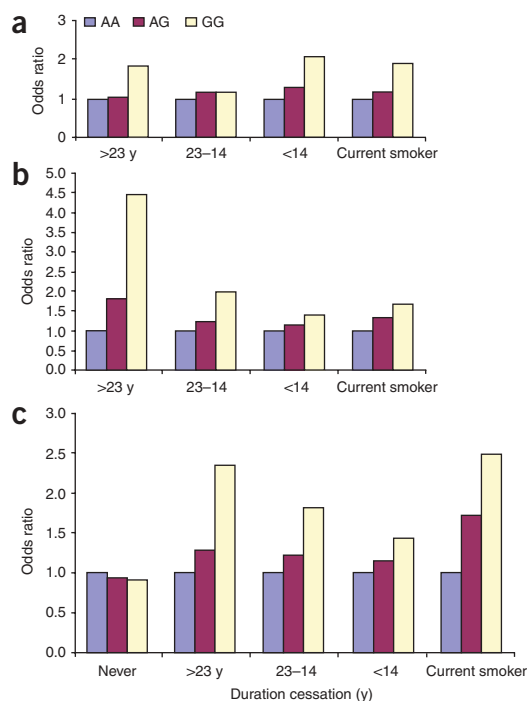 a
AA AG GG
3
2
1
0
Odds ratio
>23 y 23–14 <14 Current smoker
b
5.0
4.5
4.0
3.5
3.0
2.5
2.0
1.5
1.0
0.5
0.0
Odds ratio
>23 y 23–14 <14 Current smoker
c
3.0
2.5
2.0
1.5
1.0
0.5
0.0
Odds ratio
Never >23 y 23–14 <14 Current smoker
Duration cessation (y)